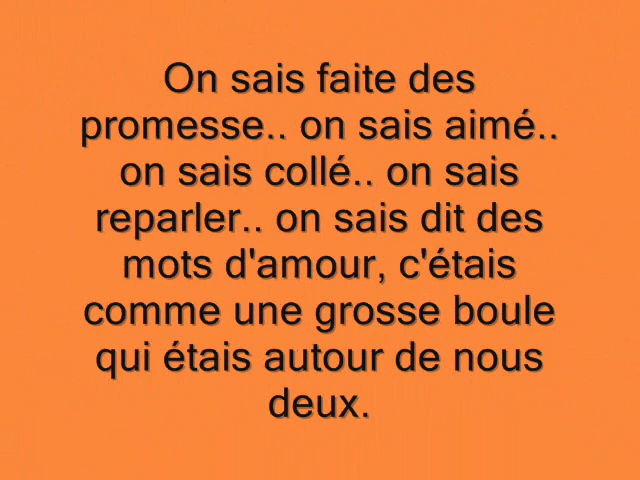 On sais faite des
promesse.. on sais aimé..
on sais collé.. on sais
reparler.. on sais dit des
mots d'amour, c'étais
comme une grosse boule
qui étais autour de nous
deux.